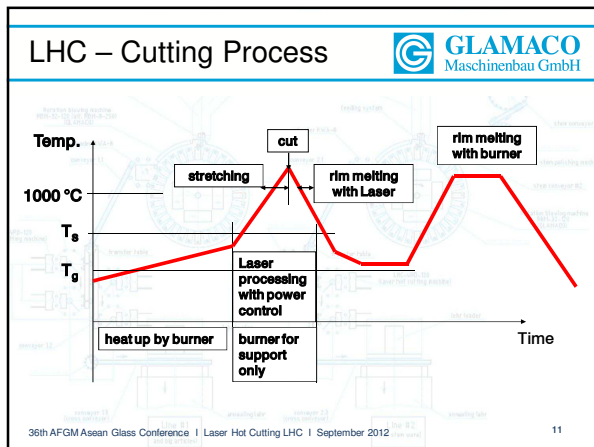 LHC – Cutting Process
GLAMACO
Maschinenbau GmbH
Temp.
cut
rim melting
with burner
stretching
rim melting
with Laser
1000 °C
Ts
Tg
Laser
processing
with power
control
Time
heat up by burner
burner for
support
only
36th AFGM Asean Glass Conference I Laser Hot Cutting LHC I September 2012
11